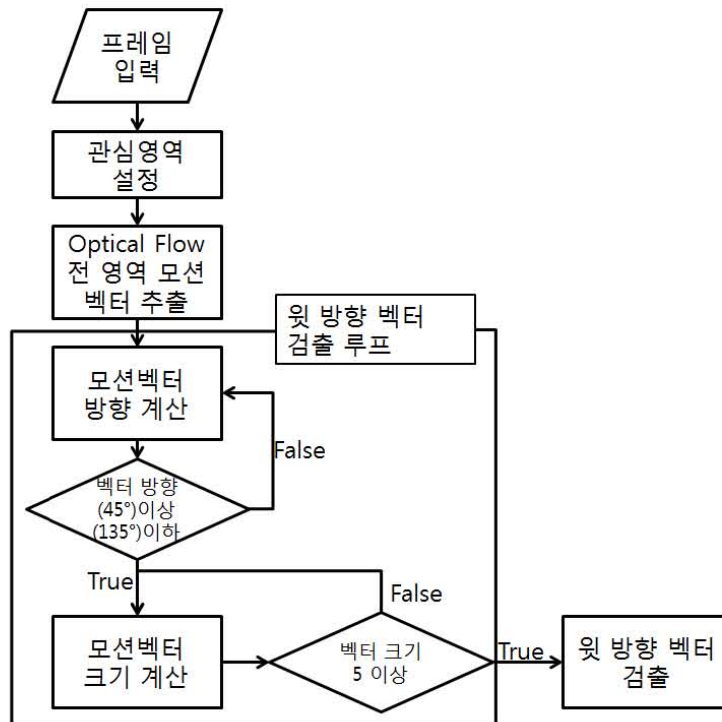 프레임
입력
관심영역
설정
Optical Flow
전 영역 모션
벡터 추출
윗 방향 벡터
검출 루프
모션벡터
방향 계산
False
벡터 방향
(45°)이상
(135°)이하
True
False
모션벡터
크기 계산
벡터 크기
5 이상
True
윗 방향 벡터
검출